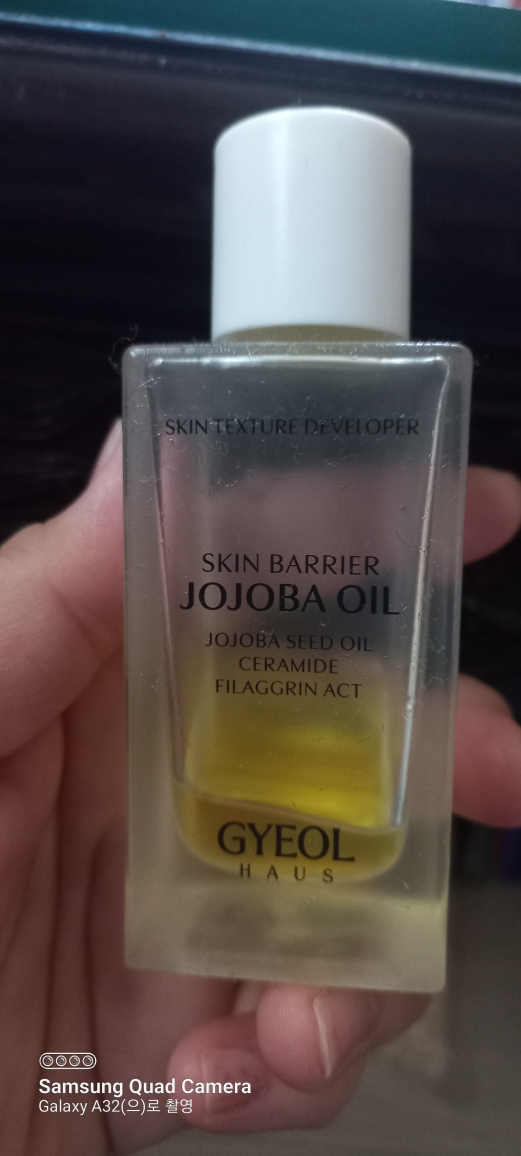 SKIN TEXTURE DEVELOPER
SKIN BARRIER
JOJOBA OIL
JOJOBA SEED OIL
CERAMIDE
FILAGGRIN ACT
GYEOL
HAUS
Samsung Quad Camera
Galaxy A32(으)로 촬영